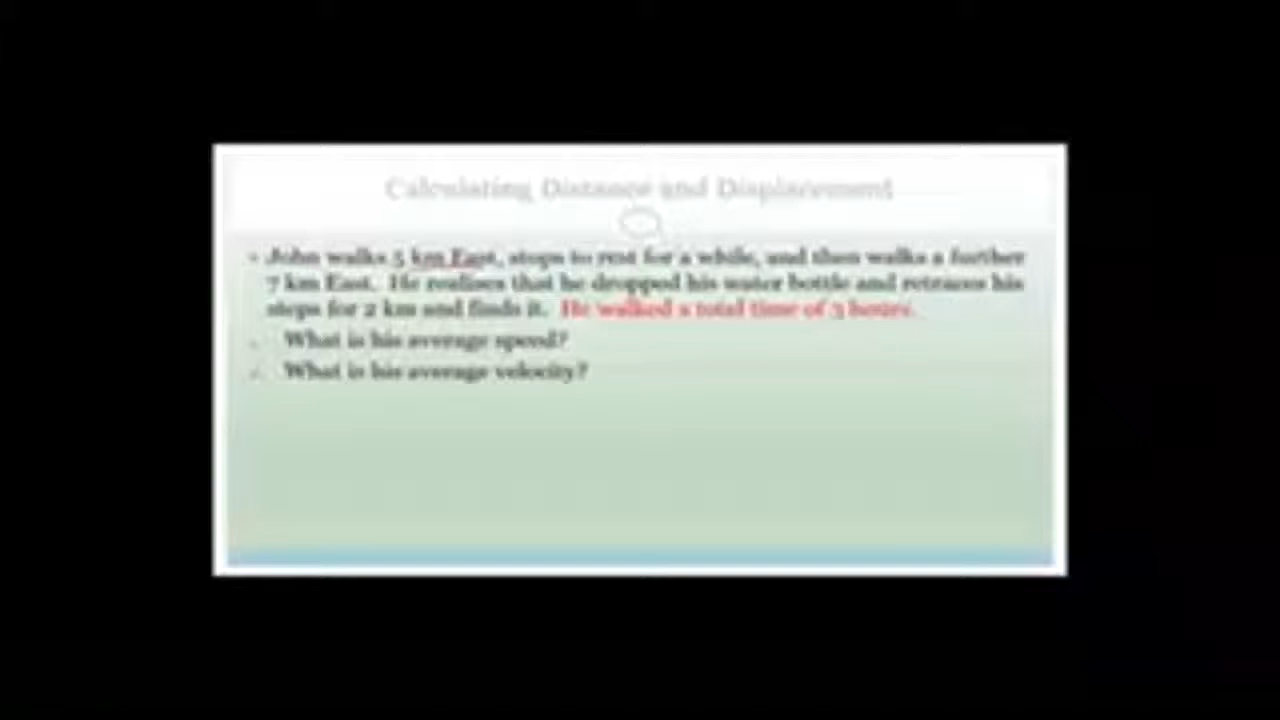 Calculating Distance and Displacement
John walks 5 km East, stops to rest for a while, and then walks a further
7 km East. He realises that he dropped his water bottle and retraces his
steps for 2 km and finds it. He walked a total time of 3 hours.
What is his average speed?
What is his average velocity?